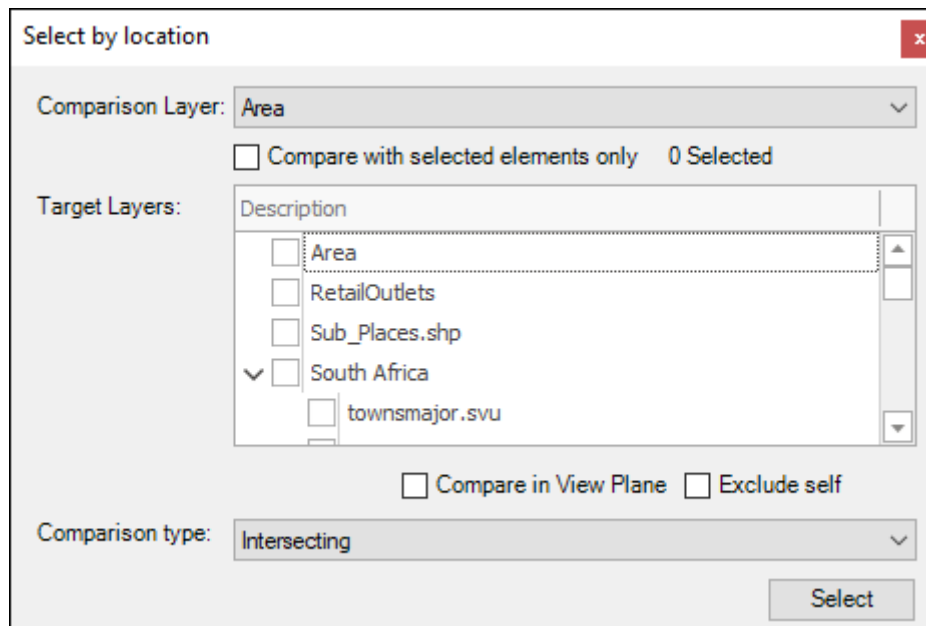 Select by location
x
Comparison Layer: Area
Compare with selected elements only 0 Selected
Target Layers: Description
Area
RetailOutlets
Sub_Places.shp
South Africa
townsmajor.svu
Compare in View Plane Exclude self
Comparison type: Intersecting
Select